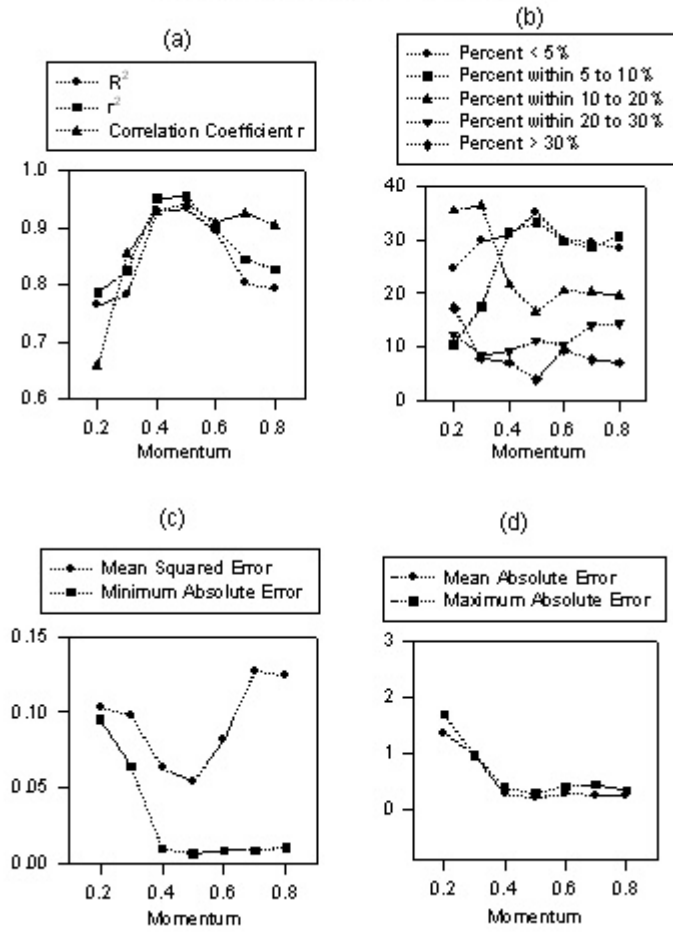 (a)
R²
r²
Correlation Coefficient r
1.0
0.9
0.8
0.7
0.6
0.2 0.4 0.6 0.8
Momentum
(b)
Percent < 5%
Percent within 5 to 10%
Percent within 10 to 20%
Percent within 20 to 30%
Percent > 30%
40
30
20
10
0
0.2 0.4 0.6 0.8
Momentum
(c)
Mean Squared Error
Minimum Absolute Error
0.15
0.10
0.05
0.00
0.2 0.4 0.6 0.8
Momentum
(d)
Mean Absolute Error
Maximum Absolute Error
3
2
1
0
0.2 0.4 0.6 0.8
Momentum